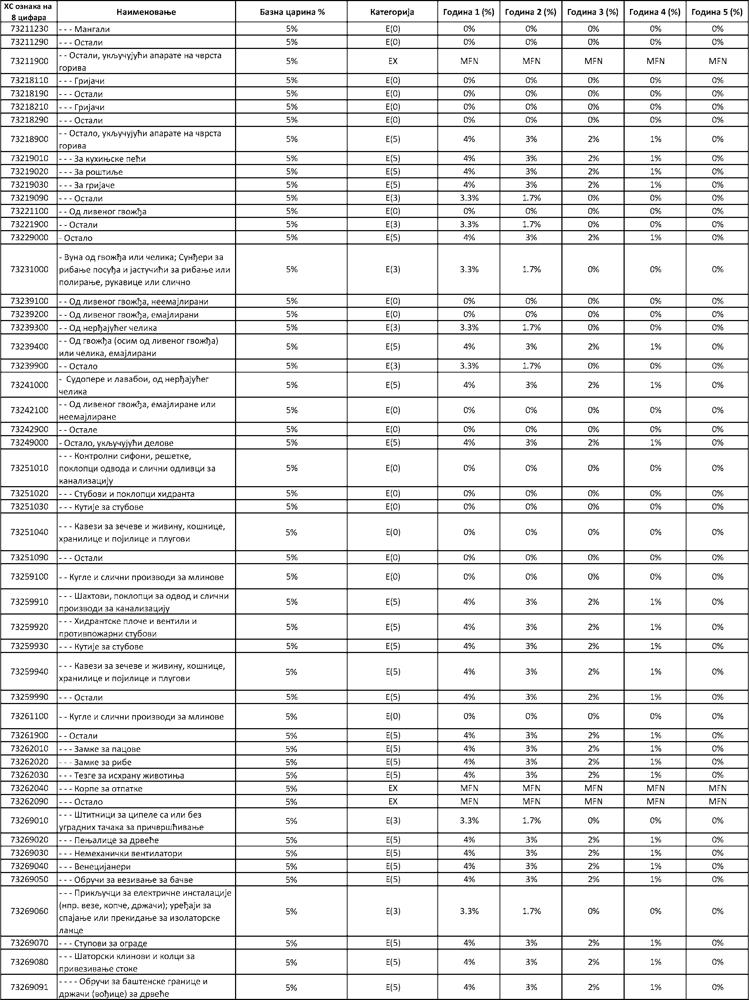 ХС ознака на 8 цифара Наименовање Базна царина % Категорија Година 1 (%) Година 2 (%) Година 3 (%) Година 4 (%) Година 5 (%)
73211230 - - - Мангали 5% E(0) 0% 0% 0% 0% 0%
73211290 - - - Остали 5% E(0) 0% 0% 0% 0% 0%
73211900 - - Остали, укључујући апарате на чврста
горива 5% EX MFN MFN MFN MFN MFN
73218110 - - - Гријачи 5% E(0) 0% 0% 0% 0% 0%
73218190 - - - Остали 5% E(0) 0% 0% 0% 0% 0%
73218210 - - - Гријачи 5% E(0) 0% 0% 0% 0% 0%
73218290 - - - Остали 5% E(0) 0% 0% 0% 0% 0%
73218900 - - Остало, укључујући апарате на чврста
горива 5% E(5) 4% 3% 2% 1% 0%
73219010 - - - За кухињске пећи 5% E(5) 4% 3% 2% 1% 0%
73219020 - - - За роштиље 5% E(5) 4% 3% 2% 1% 0%
73219030 - - - За гријаче 5% E(5) 4% 3% 2% 1% 0%
73219090 - - - Остали 5% E(3) 3.3% 1.7% 0% 0% 0%
73221100 - - Од ливеног гвожђа 5% E(0) 0% 0% 0% 0% 0%
73221900 - - Остали 5% E(3) 3.3% 1.7% 0% 0% 0%
73229000 - Остало 5% E(5) 4% 3% 2% 1% 0%
73231000 - Вуна од гвожђа или челика; Сунђери за
рибање посуђа и јастучићи за рибање или
полирање, рукавице или слично 5% E(3) 3.3% 1.7% 0% 0% 0%
73239100 - - Од ливеног гвожђа, неемајлирани 5% E(0) 0% 0% 0% 0% 0%
73239200 - - Од ливеног гвожђа, емајлирани 5% E(0) 0% 0% 0% 0% 0%
73239300 - - Од нерђајућег челика 5% E(3) 3.3% 1.7% 0% 0% 0%
73239400 - - Од гвожђа (осим од ливеног гвожђа)
или челика, емајлирани 5% E(5) 4% 3% 2% 1% 0%
73239900 - - Остало 5% E(3) 3.3% 1.7% 0% 0% 0%
73241000 - Судопере и лавабои, од нерђајућег
челика 5% E(5) 4% 3% 2% 1% 0%
73242100 - - Од ливеног гвожђа, емајлиране или
неемајлиране 5% E(0) 0% 0% 0% 0% 0%
73242900 - - Остале 5% E(0) 0% 0% 0% 0% 0%
73249000 - Остало, укључујући делове 5% E(5) 4% 3% 2% 1% 0%
73251010 - - - Контролни сифони, решетке,
поклопци одвода и слични одливци за
канализацију 5% E(0) 0% 0% 0% 0% 0%
73251020 - - - Стубови и поклопци хидранта 5% E(0) 0% 0% 0% 0% 0%
73251030 - - - Кутије за стубове 5% E(0) 0% 0% 0% 0% 0%
73251040 - - - Кавези за зечеве и живину, кошнице,
хранилице и појилице и плугови 5% E(0) 0% 0% 0% 0% 0%
73251090 - - - Остали 5% E(0) 0% 0% 0% 0% 0%
73259100 - - Кугле и слични производи за млинове 5% E(0) 0% 0% 0% 0% 0%
73259910 - - - Шахтови, поклопци за одвод и слични
производи за канализацију 5% E(5) 4% 3% 2% 1% 0%
73259920 - - - Хидрантске плоче и вентили и
противпожарни стубови 5% E(5) 4% 3% 2% 1% 0%
73259930 - - - Кутије за стубове 5% E(5) 4% 3% 2% 1% 0%
73259940 - - - Кавези за зечеве и живину, кошнице,
хранилице и појилице и плугови 5% E(5) 4% 3% 2% 1% 0%
73259990 - - - Остали 5% E(5) 4% 3% 2% 1% 0%
73261100 - - Кугле и слични производи за млинове 5% E(0) 0% 0% 0% 0% 0%
73261900 - - Остали 5% E(5) 4% 3% 2% 1% 0%
73262010 - - - Замке за пацове 5% E(5) 4% 3% 2% 1% 0%
73262020 - - - Замке за рибе 5% E(5) 4% 3% 2% 1% 0%
73262030 - - - Тезге за исхрану животиња 5% E(5) 4% 3% 2% 1% 0%
73262040 - - - Корпе за отпатке 5% EX MFN MFN MFN MFN MFN
73262090 - - - Остало 5% EX MFN MFN MFN MFN MFN
73269010 - - - Штитници за ципеле са или без
уградних тачака за причвршћивање 5% E(3) 3.3% 1.7% 0% 0% 0%
73269020 - - - Пењалице за дрвеће 5% E(5) 4% 3% 2% 1% 0%
73269030 - - - Немеханички вентилатори 5% E(5) 4% 3% 2% 1% 0%
73269040 - - - Венецијанери 5% E(5) 4% 3% 2% 1% 0%
73269050 - - - Обручи за везивање за бачве 5% E(5) 4% 3% 2% 1% 0%
73269060 - - - Прикључци за електричне инсталације
(нпр. везе, копче, држачи); уређаји за
спајање или прекидање за изолаторске
ланце 5% E(3) 3.3% 1.7% 0% 0% 0%
73269070 - - - Ступови за ограде 5% E(5) 4% 3% 2% 1% 0%
73269080 - - - Шаторски клинови и колци за
привезивање стоке 5% E(5) 4% 3% 2% 1% 0%
73269091 - - - - Обручи за баштенске границе и
држачи (вођице) за дрвеће 5% E(5) 4% 3% 2% 1% 0%